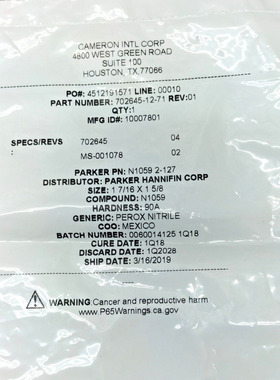 CAMERON INTL CORP
4800 WEST GREEN ROAD
SUITE 100
HOUSTON, TX,77066
PO#: 4512191571 LINE: 00010
PART NUMBER: 702645-12-71 REV:01
QTY:1
MFG ID#: 10007801
SPECS/REVS 702645 04
: MS-001078 02
PARKER PN: N1059 2-127
DISTRIBUTOR: PARKER HANNIFIN CORP
SIZE: 1 7/16 X 1 5/8
COMPOUND: N1059
HARDNESS: 90A
GENERIC: PEROX NITRILE
COO: MEXICO
BATCH NUMBER: 0060014125 1Q18
CURE DATE: 1Q18
DISCARD DATE: 1Q2028
SHIP DATE: 3/16/2019
WARNING:Cancer and reproductive harm
www.P65Warnings.ca.gov